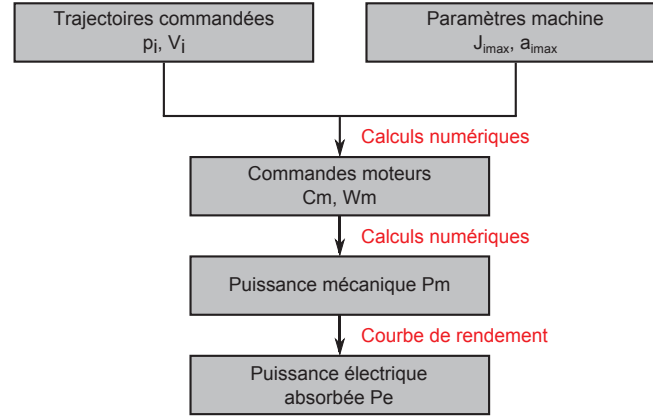 Trajectoires commandées
pi, Vi
Paramètres machine
Jimax, aimax
Calculs numériques
Commandes moteurs
Cm, Wm
Calculs numériques
Puissance mécanique Pm
Courbe de rendement
Puissance électrique
absorbée Pe